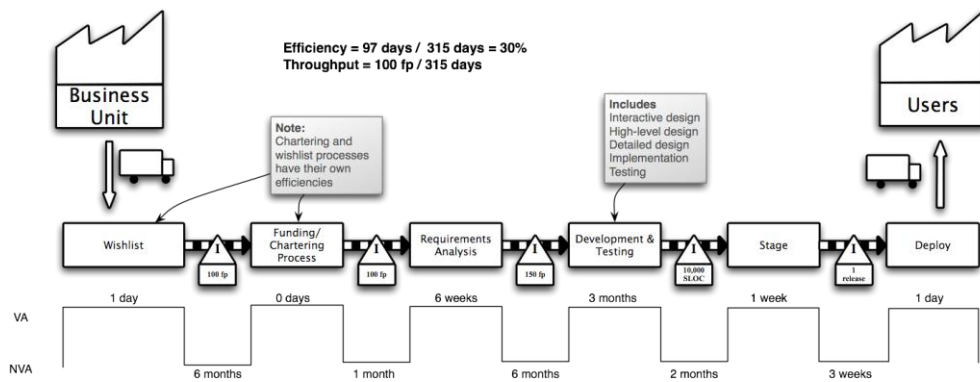 Efficiency = 97 days / 315 days = 30%
Throughput = 100 fp / 315 days
Business
Unit
Users
Note:
Chartering and
wishlist processes
have their own
efficiencies
Includes
Interactive design
High-level design
Detailed design
Implementation
Testing
Wishlist
I
100 fp
Funding/
Chartering
Process
I
100 fp
Requirements
Analysis
I
150 fp
Development &
Testing
I
10,000
SLOC
Stage
I
1
release
Deploy
VA
1 day
0 days
6 weeks
3 months
1 week
1 day
NVA
6 months
1 month
6 months
2 months
3 weeks